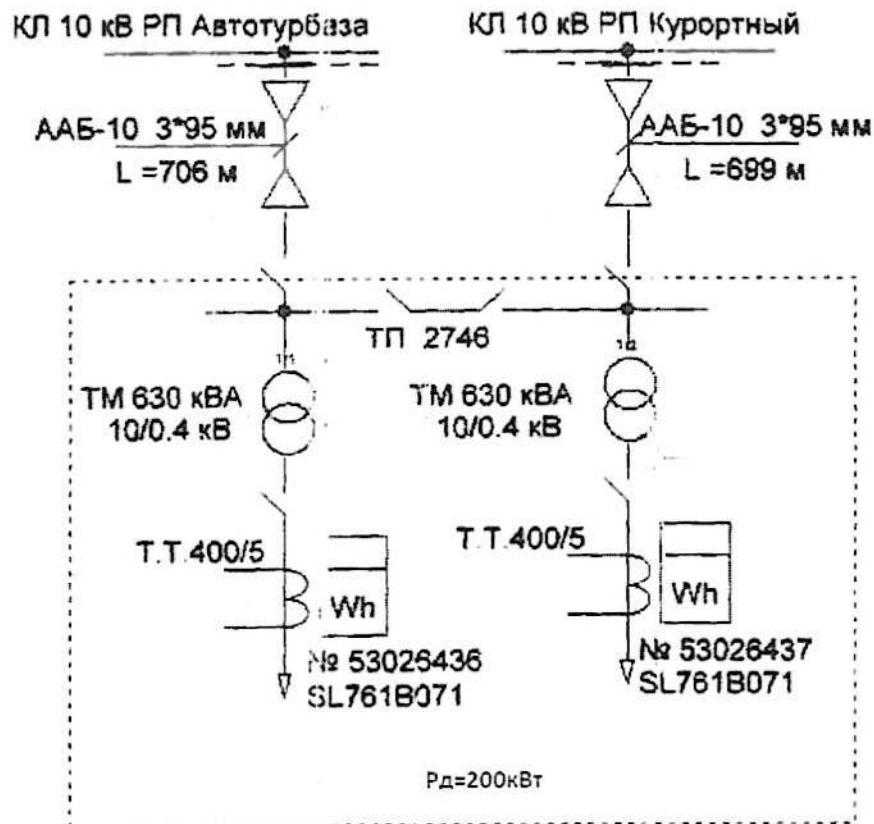 КЛ 10 кВ РП Автотурбаза
КЛ 10 кВ РП Курортный
ААБ-10 3*95 мм
L =706 м
ААБ-10 3*95 мм
L =699 м
ТП 2746
ТМ 630 кВА
10/0.4 кВ
ТМ 630 кВА
10/0.4 кВ
Т.Т.400/5
Wh
Т.Т.400/5
Wh
№ 53026436
SL761B071
№ 53026437
SL761B071
Рд=200кВт